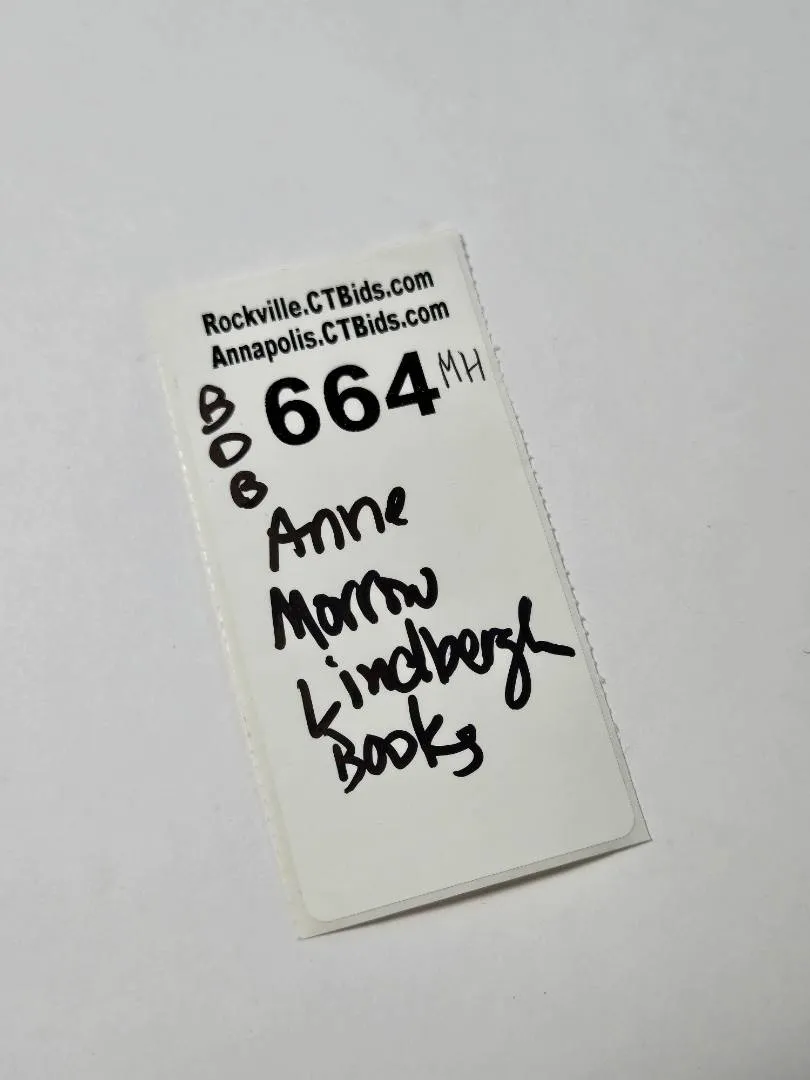 Rockville.CTBids.com
Annapolis.CTBids.com
664 MH
B
D
B
Anne
Morrow
Lindbergh
Books